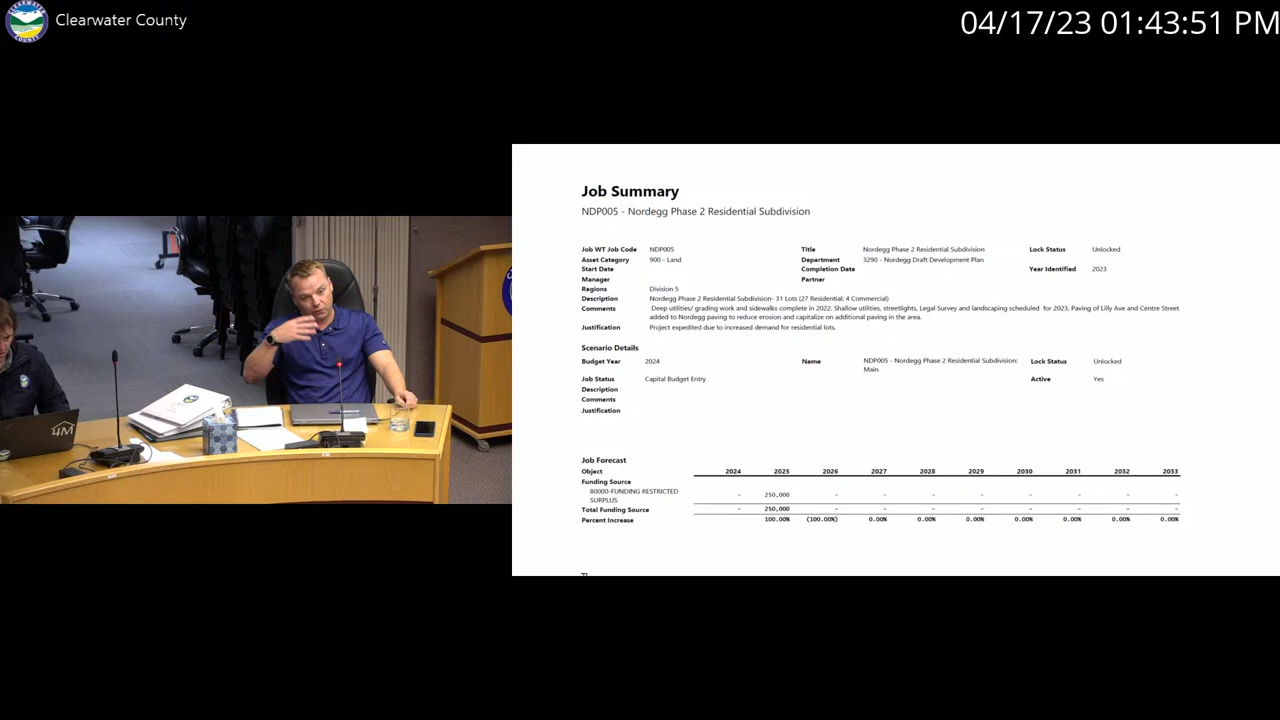 Clearwater County
04/17/23 01:43:51 PM
Job Summary
NDP005 - Nordegg Phase 2 Residential Subdivision
Job WT Job Code NDP005 Title Nordegg Phase 2 Residential Subdivision Lock Status Unlocked
Asset Category 900 - Land Department 3290 - Nordegg Draft Development Plan
Start Date Completion Date Year Identified 2023
Manager Partner
Regions Division 5
Description Nordegg Phase 2 Residential Subdivision- 31 Lots (27 Residential: 4 Commercial)
Comments Deep utilities/ grading work and sidewalks complete in 2022. Shallow utilities, streetlights, Legal Survey and landscaping scheduled for 2023, Paving of Lilly Ave and Centre Street
added to Nordegg paving to reduce erosion and capitalize on additional paving in the area.
Justification Project expedited due to increased demand for residential lots.
Scenario Details
Budget Year 2024 Name NDP005 - Nordegg Phase 2 Residential Subdivision: Lock Status Unlocked
Main
Job Status Capital Budget Entry Active Yes
Description
Comments
Justification
Job Forecast
Object 2024 2025 2026 2027 2028 2029 2030 2031 2032 2033
Funding Source
80000-FUNDING RESTRICTED
SURPLUS - 250,000 - - - - - - - -
Total Funding Source - 250,000 - - - - - - - -
Percent Increase 100.00% (100.00%) 0.00% 0.00% 0.00% 0.00% 0.00% 0.00% 0.00%
4M